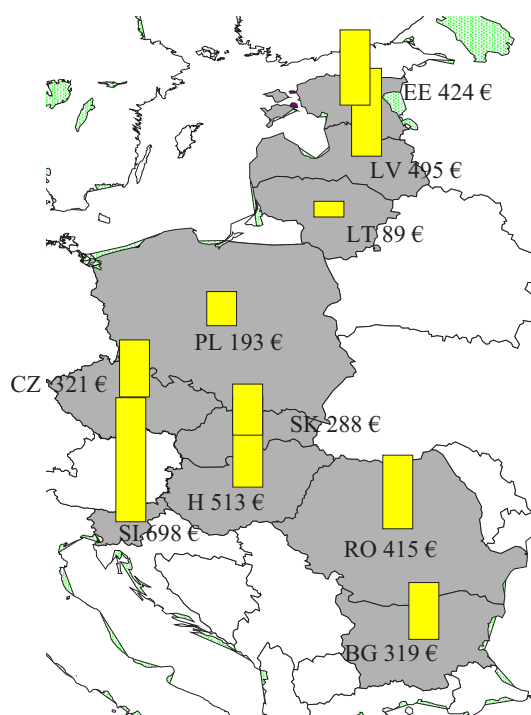 EE 424 €
LV 495 €
LT 89 €
PL 193 €
CZ 321 €
SK 288 €
H 513 €
SI 698 €
RO 415 €
BG 319 €